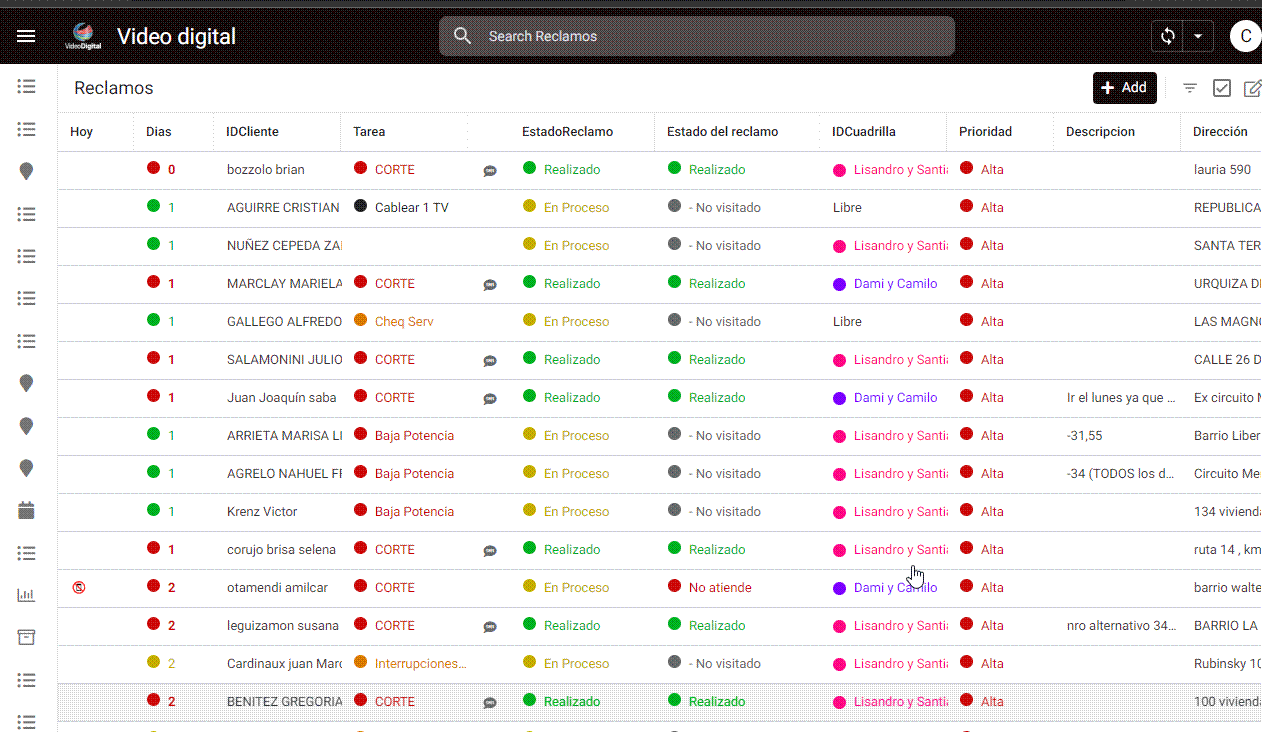 VideoDigital Video digital Search Reclamos C
Reclamos Add
Hoy Dias IDCliente Tarea EstadoReclamo Estado del reclamo IDCuadrilla Prioridad Descripcion Dirección
0 bozzolo brian CORTE Realizado Realizado Lisandro y Santi Alta lauria 590
1 AGUIRRE CRISTIAN Cablear 1 TV En Proceso - No visitado Libre Alta REPUBLICA
1 NUÑEZ CEPEDA ZA En Proceso - No visitado Lisandro y Santi Alta SANTA TER
1 MARCLAY MARIELA CORTE Realizado Realizado Dami y Camilo Alta URQUIZA D
1 GALLEGO ALFREDO Cheq Serv En Proceso - No visitado Libre Alta LAS MAGNO
1 SALAMONINI JULIO CORTE Realizado Realizado Lisandro y Santi Alta CALLE 26 D
1 Juan Joaquín saba CORTE Realizado Realizado Dami y Camilo Alta Ir el lunes ya que ... Ex circuito M
1 ARRIETA MARISA LI Baja Potencia En Proceso - No visitado Lisandro y Santi Alta -31,55 Barrio Liber
1 AGRELO NAHUEL FR Baja Potencia En Proceso - No visitado Lisandro y Santi Alta -34 (TODOS los d... Circuito Me
1 Krenz Victor Baja Potencia En Proceso - No visitado Lisandro y Santi Alta 134 vivienda
1 corujo brisa selena CORTE Realizado Realizado Lisandro y Santi Alta ruta 14 , km
2 otamendi amilcar CORTE En Proceso No atiende Dami y Camilo Alta barrio walte
2 leguizamon susana CORTE Realizado Realizado Lisandro y Santi Alta nro alternativo 34... BARRIO LA
2 Cardinaux juan Marc Interrupciones... En Proceso - No visitado Lisandro y Santi Alta Rubinsky 10
2 BENITEZ GREGORIA CORTE Realizado Realizado Lisandro y Santi Alta 100 vivienda